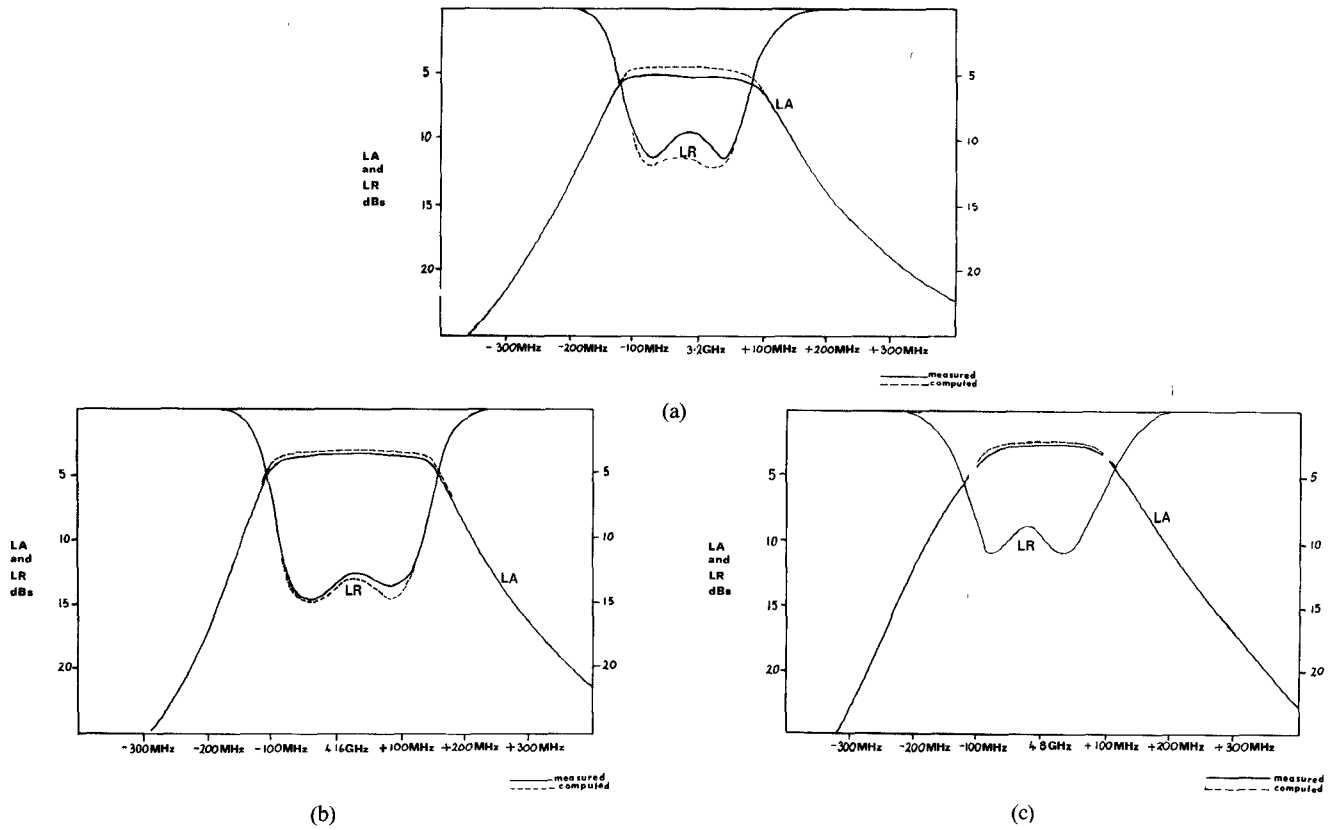 5
10
15
20
LA
and
LR
dBs
5
10
15
20
LA
LR
-300MHz -200MHz -100MHz 3·2GHz +100MHz +200MHz +300MHz
measured
computed
(a)
5
10
15
20
LA
and
LR
dBs
5
10
15
20
LA
LR
-300MHz -200MHz -100MHz 4·16GHz +100MHz +200MHz +300MHz
measured
computed
(b)
5
10
15
20
LA
and
LR
dBs
5
10
15
20
LA
LR
-300MHz -200MHz -100MHz 4·8GHz +100MHz +200MHz +300MHz
measured
computed
(c)